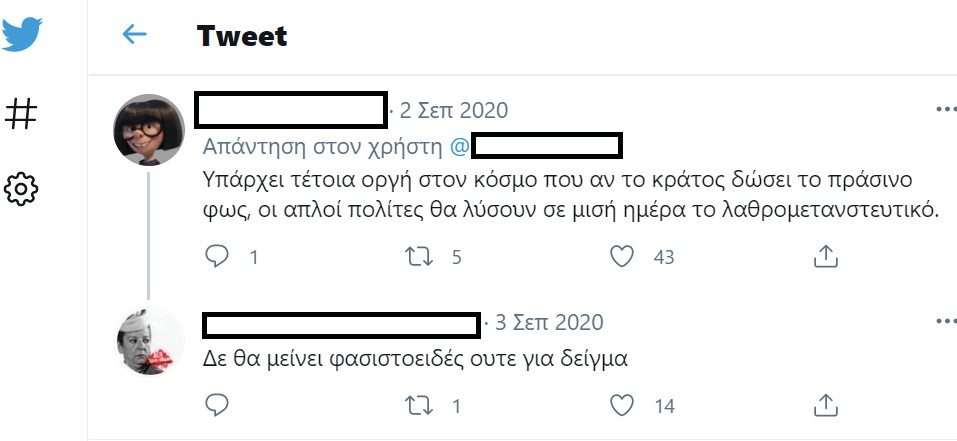 Tweet
· 2 Σεπ 2020
Απάντηση στον χρήστη @
Υπάρχει τέτοια οργή στον κόσμο που αν το κράτος δώσει το πράσινο
φως, οι απλοί πολίτες θα λύσουν σε μισή ημέρα το λαθρομετανστευτικό.
1 5 43
· 3 Σεπ 2020
Δε θα μείνει φασιστοειδές ουτε για δείγμα
1 14